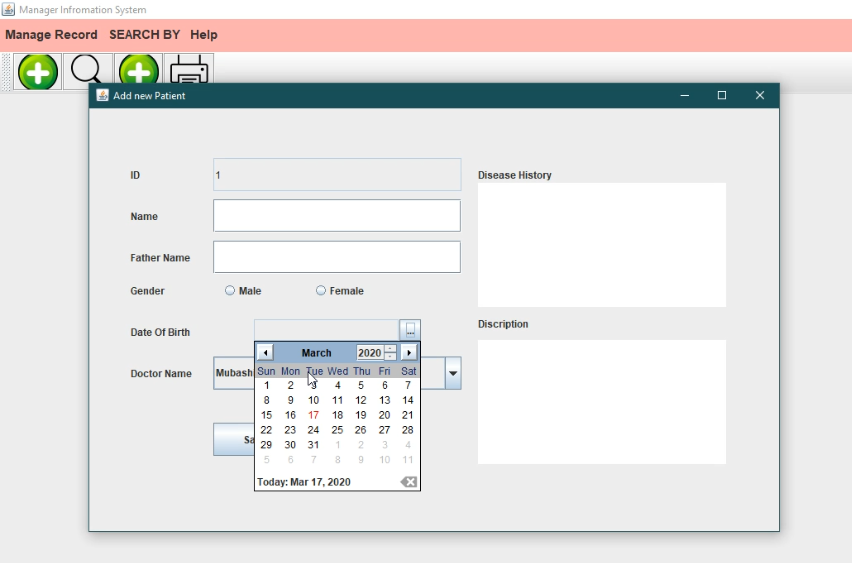 Manager Infromation System
Manage Record SEARCH BY Help
Add new Patient
ID
1
Name
Father Name
Gender
Male
Female
Date Of Birth
...
March 2020
Sun Mon Tue Wed Thu Fri Sat
1 2 3 4 5 6 7
8 9 10 11 12 13 14
15 16 17 18 19 20 21
22 23 24 25 26 27 28
29 30 31 1 2 3 4
5 6 7 8 9 10 11
Today: Mar 17, 2020
Doctor Name
Mubash
Sa
Disease History
Discription